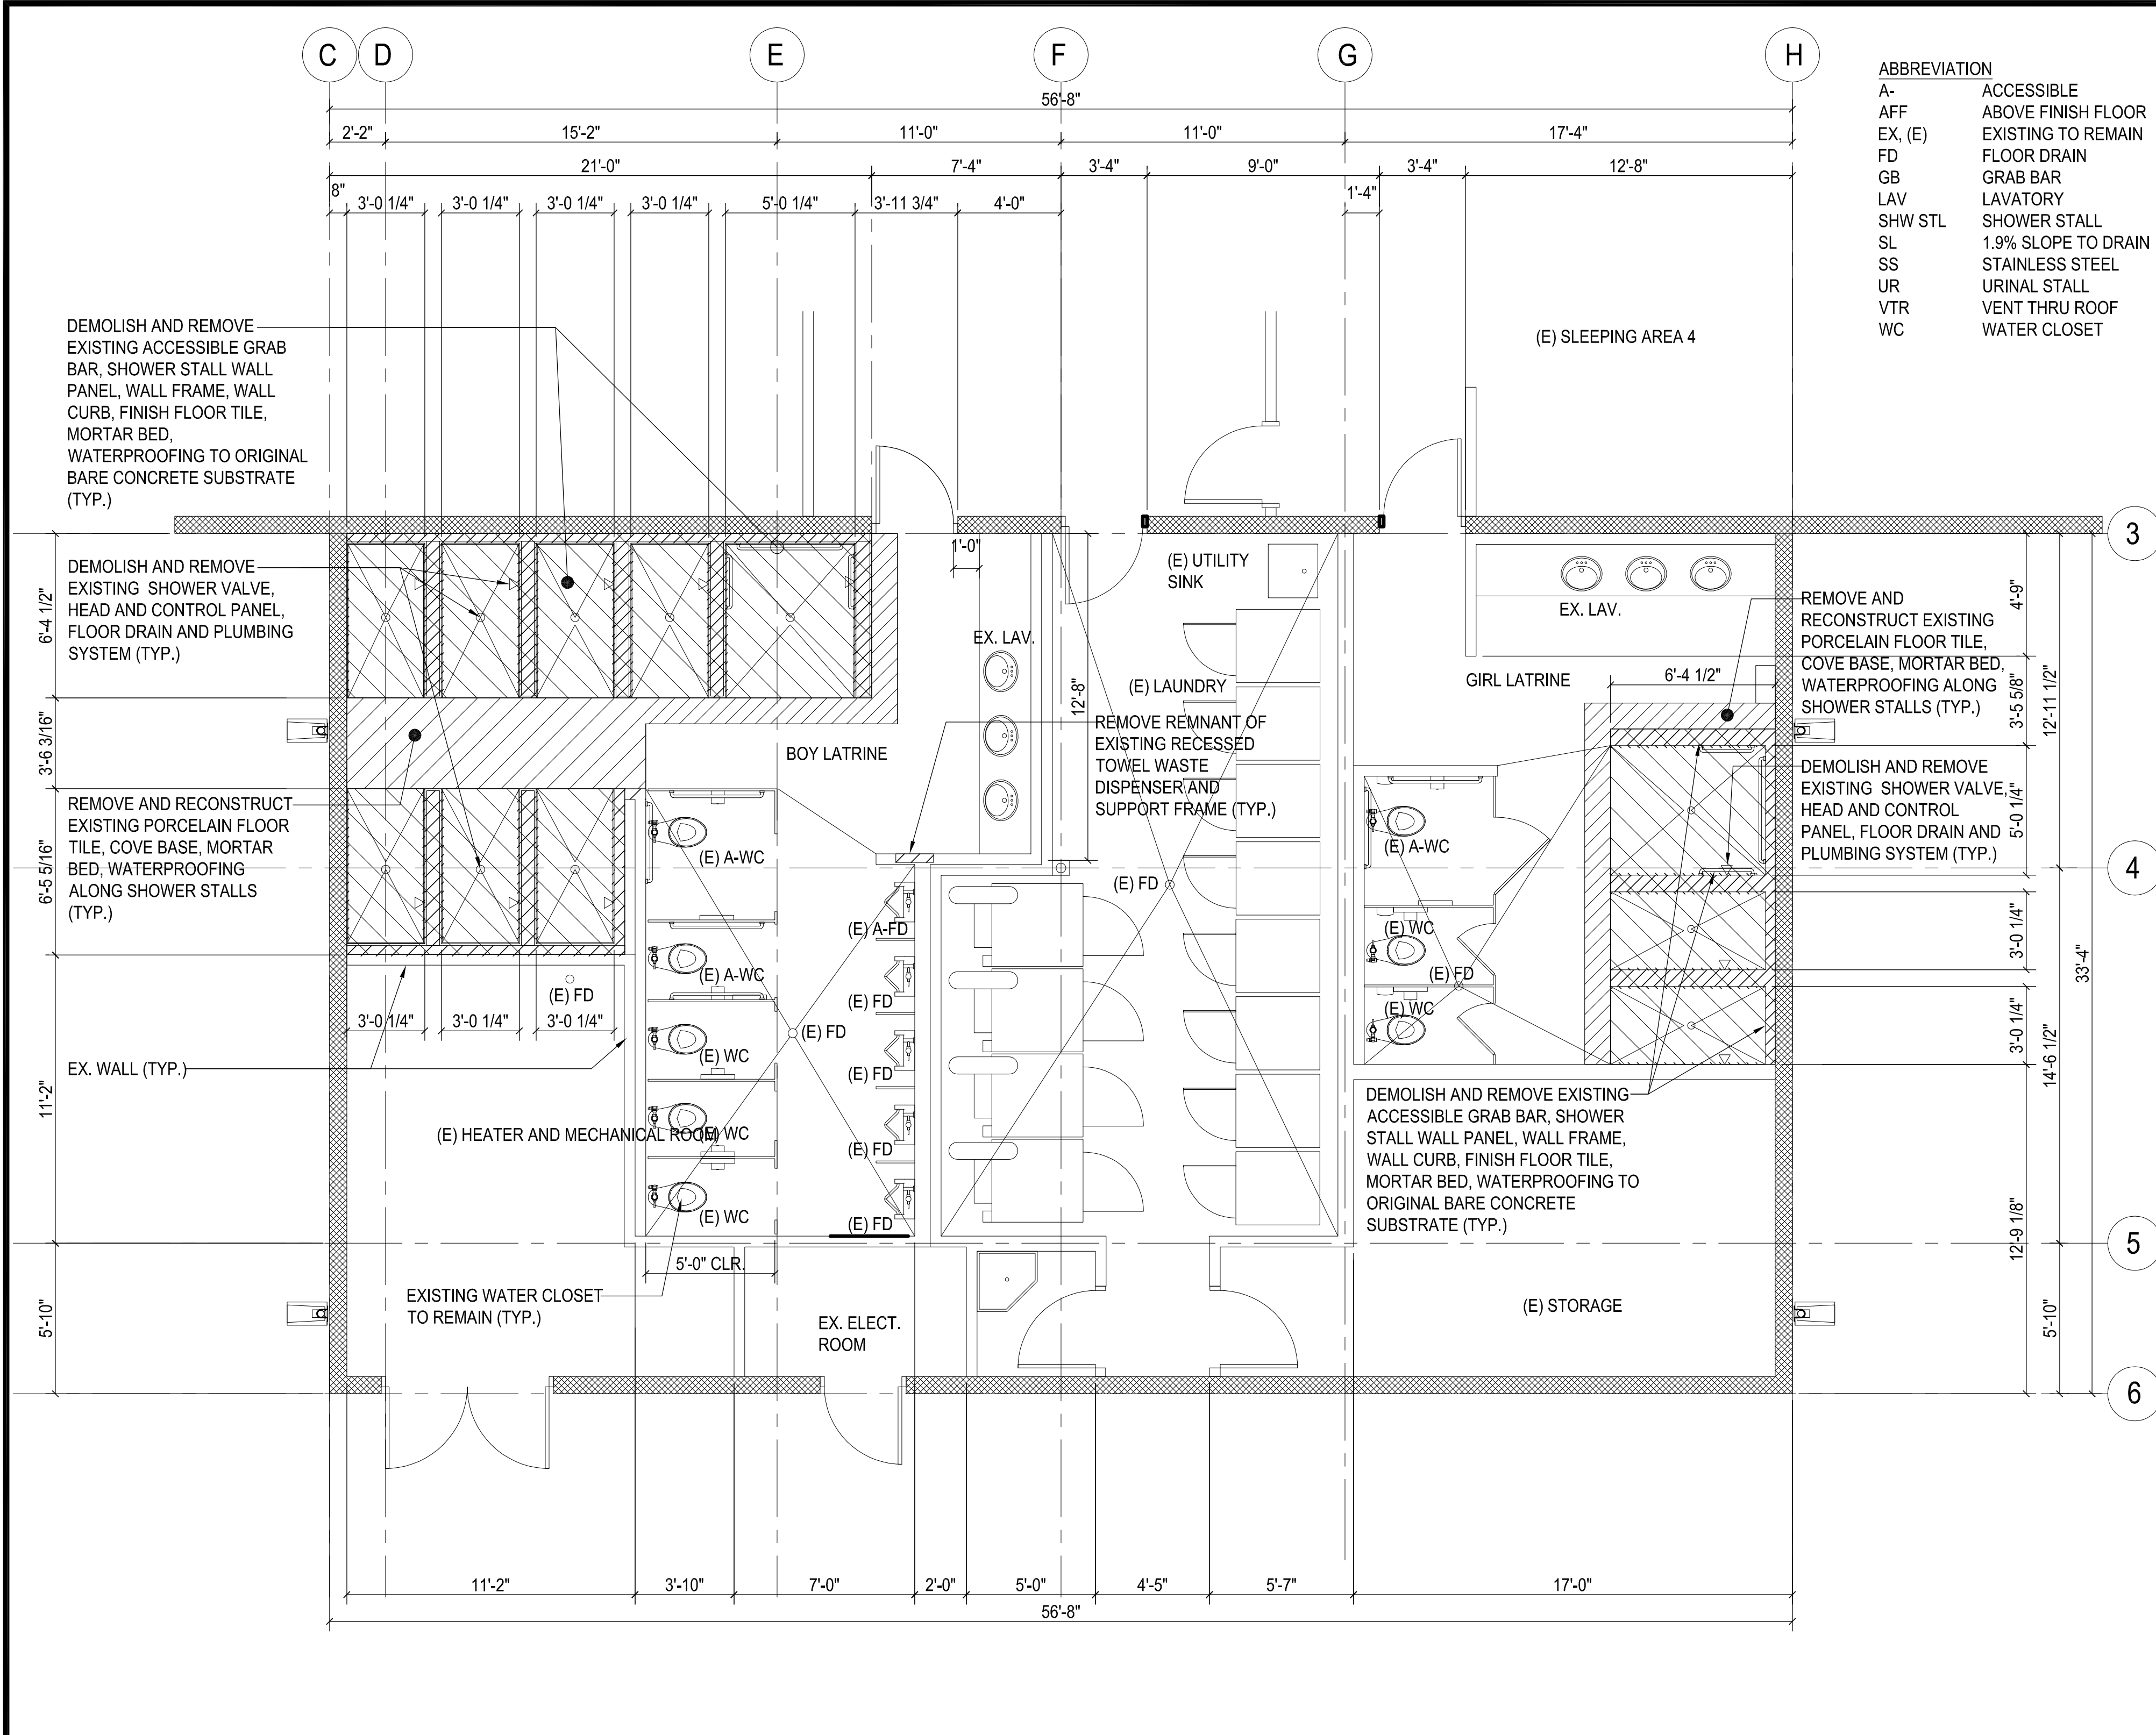 C
D
E
F
G
H
56'-8"
2'-2"
15'-2"
11'-0"
11'-0"
17'-4"
21'-0"
7'-4"
3'-4"
9'-0"
3'-4"
12'-8"
8"
3'-0 1/4"
3'-0 1/4"
3'-0 1/4"
3'-0 1/4"
5'-0 1/4"
3'-11 3/4"
4'-0"
1'-4"
ABBREVIATION
A- ACCESSIBLE
AFF ABOVE FINISH FLOOR
EX, (E) EXISTING TO REMAIN
FD FLOOR DRAIN
GB GRAB BAR
LAV LAVATORY
SHW STL SHOWER STALL
SL 1.9% SLOPE TO DRAIN
SS STAINLESS STEEL
UR URINAL STALL
VTR VENT THRU ROOF
WC WATER CLOSET
DEMOLISH AND REMOVE
EXISTING ACCESSIBLE GRAB
BAR, SHOWER STALL WALL
PANEL, WALL FRAME, WALL
CURB, FINISH FLOOR TILE,
MORTAR BED,
WATERPROOFING TO ORIGINAL
BARE CONCRETE SUBSTRATE
(TYP.)
(E) SLEEPING AREA 4
3
DEMOLISH AND REMOVE
EXISTING SHOWER VALVE,
HEAD AND CONTROL PANEL,
FLOOR DRAIN AND PLUMBING
SYSTEM (TYP.)
6'-4 1/2"
3'-6 3/16"
6'-5 5/16"
11'-2"
5'-10"
1'-0"
12'-8"
(E) UTILITY
SINK
EX. LAV.
EX. LAV.
(E) LAUNDRY
GIRL LATRINE
6'-4 1/2"
REMOVE AND
RECONSTRUCT EXISTING
PORCELAIN FLOOR TILE,
COVE BASE, MORTAR BED,
WATERPROOFING ALONG
SHOWER STALLS (TYP.)
4'-9"
3'-5 5/8"
5'-0 1/4"
3'-0 1/4"
3'-0 1/4"
12'-9 1/8"
12'-11 1/2"
14'-6 1/2"
5'-10"
33'-4"
BOY LATRINE
REMOVE REMNANT OF
EXISTING RECESSED
TOWEL WASTE
DISPENSER AND
SUPPORT FRAME (TYP.)
DEMOLISH AND REMOVE
EXISTING SHOWER VALVE,
HEAD AND CONTROL
PANEL, FLOOR DRAIN AND
PLUMBING SYSTEM (TYP.)
REMOVE AND RECONSTRUCT
EXISTING PORCELAIN FLOOR
TILE, COVE BASE, MORTAR
BED, WATERPROOFING
ALONG SHOWER STALLS
(TYP.)
4
(E) A-WC
(E) A-WC
(E) WC
(E) WC
(E) WC
(E) A-FD
(E) FD
(E) FD
(E) FD
(E) FD
(E) FD
(E) FD
(E) A-WC
(E) WC
(E) FD
(E) WC
(E) FD
3'-0 1/4"
3'-0 1/4"
3'-0 1/4"
EX. WALL (TYP.)
(E) HEATER AND MECHANICAL ROOM
DEMOLISH AND REMOVE EXISTING
ACCESSIBLE GRAB BAR, SHOWER
STALL WALL PANEL, WALL FRAME,
WALL CURB, FINISH FLOOR TILE,
MORTAR BED, WATERPROOFING TO
ORIGINAL BARE CONCRETE
SUBSTRATE (TYP.)
5
5'-0" CLR.
EXISTING WATER CLOSET
TO REMAIN (TYP.)
EX. ELECT.
ROOM
(E) STORAGE
6
11'-2"
3'-10"
7'-0"
2'-0"
5'-0"
4'-5"
5'-7"
17'-0"
56'-8"